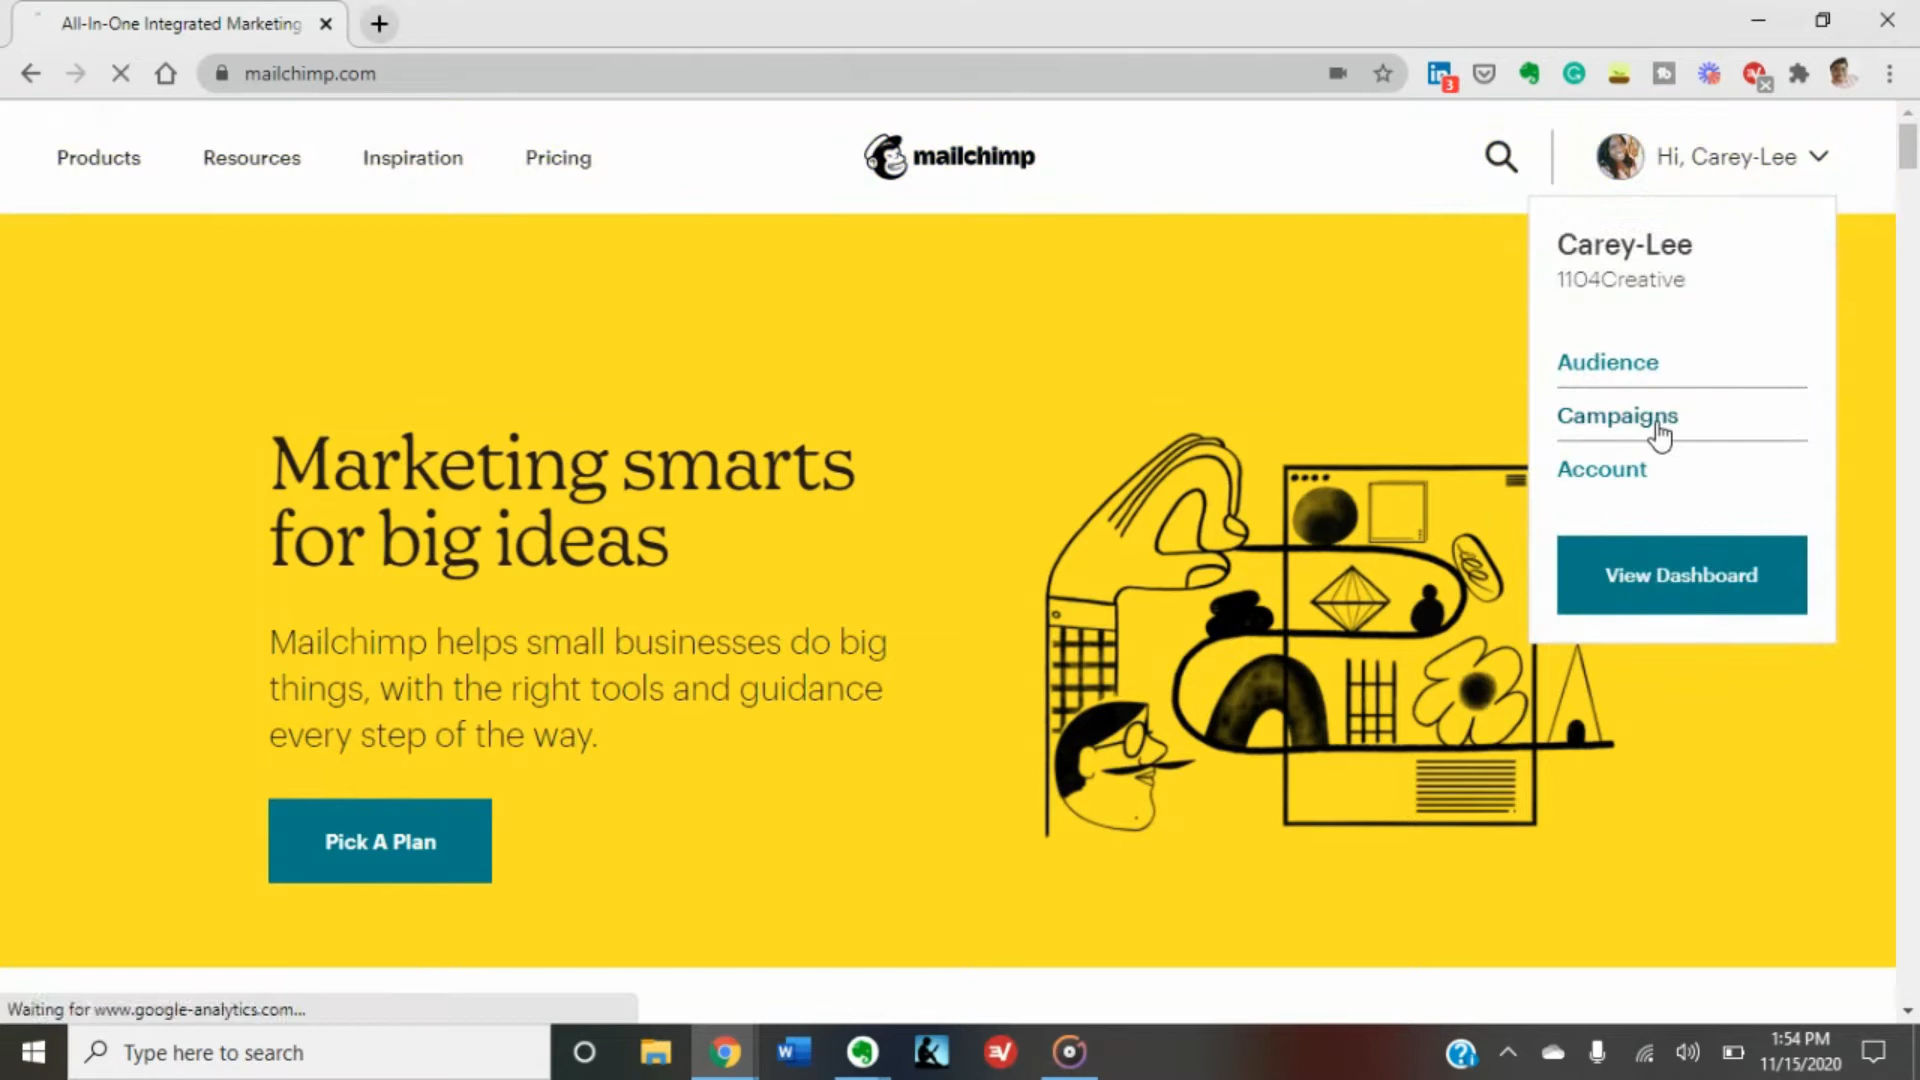 All-In-One Integrated Marketing
mailchimp.com
3
Products
Resources
Inspiration
Pricing
mailchimp
Hi, Carey-Lee
Carey-Lee
1104Creative
Audience
Campaigns
Account
View Dashboard
Marketing smarts
for big ideas
Mailchimp helps small businesses do big
things, with the right tools and guidance
every step of the way.
Pick A Plan
Waiting for www.google-analytics.com...
Type here to search
1:54 PM
11/15/2020